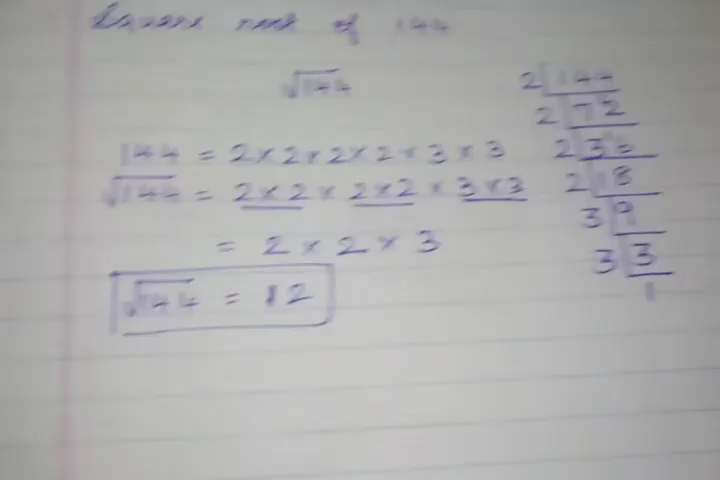 Square root of 144
√144
144 = 2 × 2 × 2 × 2 × 3 × 3
√144 = 2 × 2 × 2 × 2 × 3 × 3
= 2 × 2 × 3
√144 = 12
2 | 144
2 | 72
2 | 36
2 | 18
3 | 9
3 | 3
1